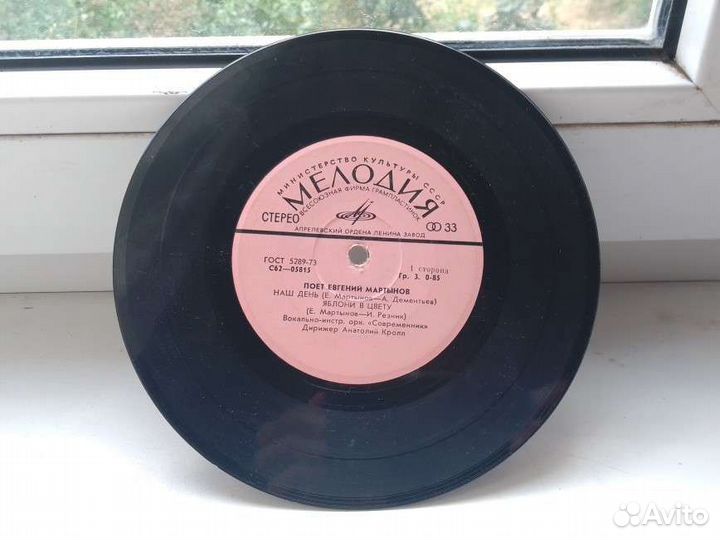 МИНИСТЕРСТВО КУЛЬТУРЫ СССР
МЕЛОДИЯ
ВСЕСОЮЗНАЯ ФИРМА ГРАМПЛАСТИНОК
СТЕРЕО
33
АПРЕЛЕВСКИЙ ОРДЕНА ЛЕНИНА ЗАВОД
ГОСТ 5289-73
С62—05815
1 сторона
Гр. 3. 0-85
ПОЕТ ЕВГЕНИЙ МАРТЫНОВ
НАШ ДЕНЬ (Е. Мартынов—А. Дементьев)
ЯБЛОНИ В ЦВЕТУ
(Е. Мартынов—И. Резник)
Вокально-инстр. орк. «Современник»
Дирижер Анатолий Кролл
Avito